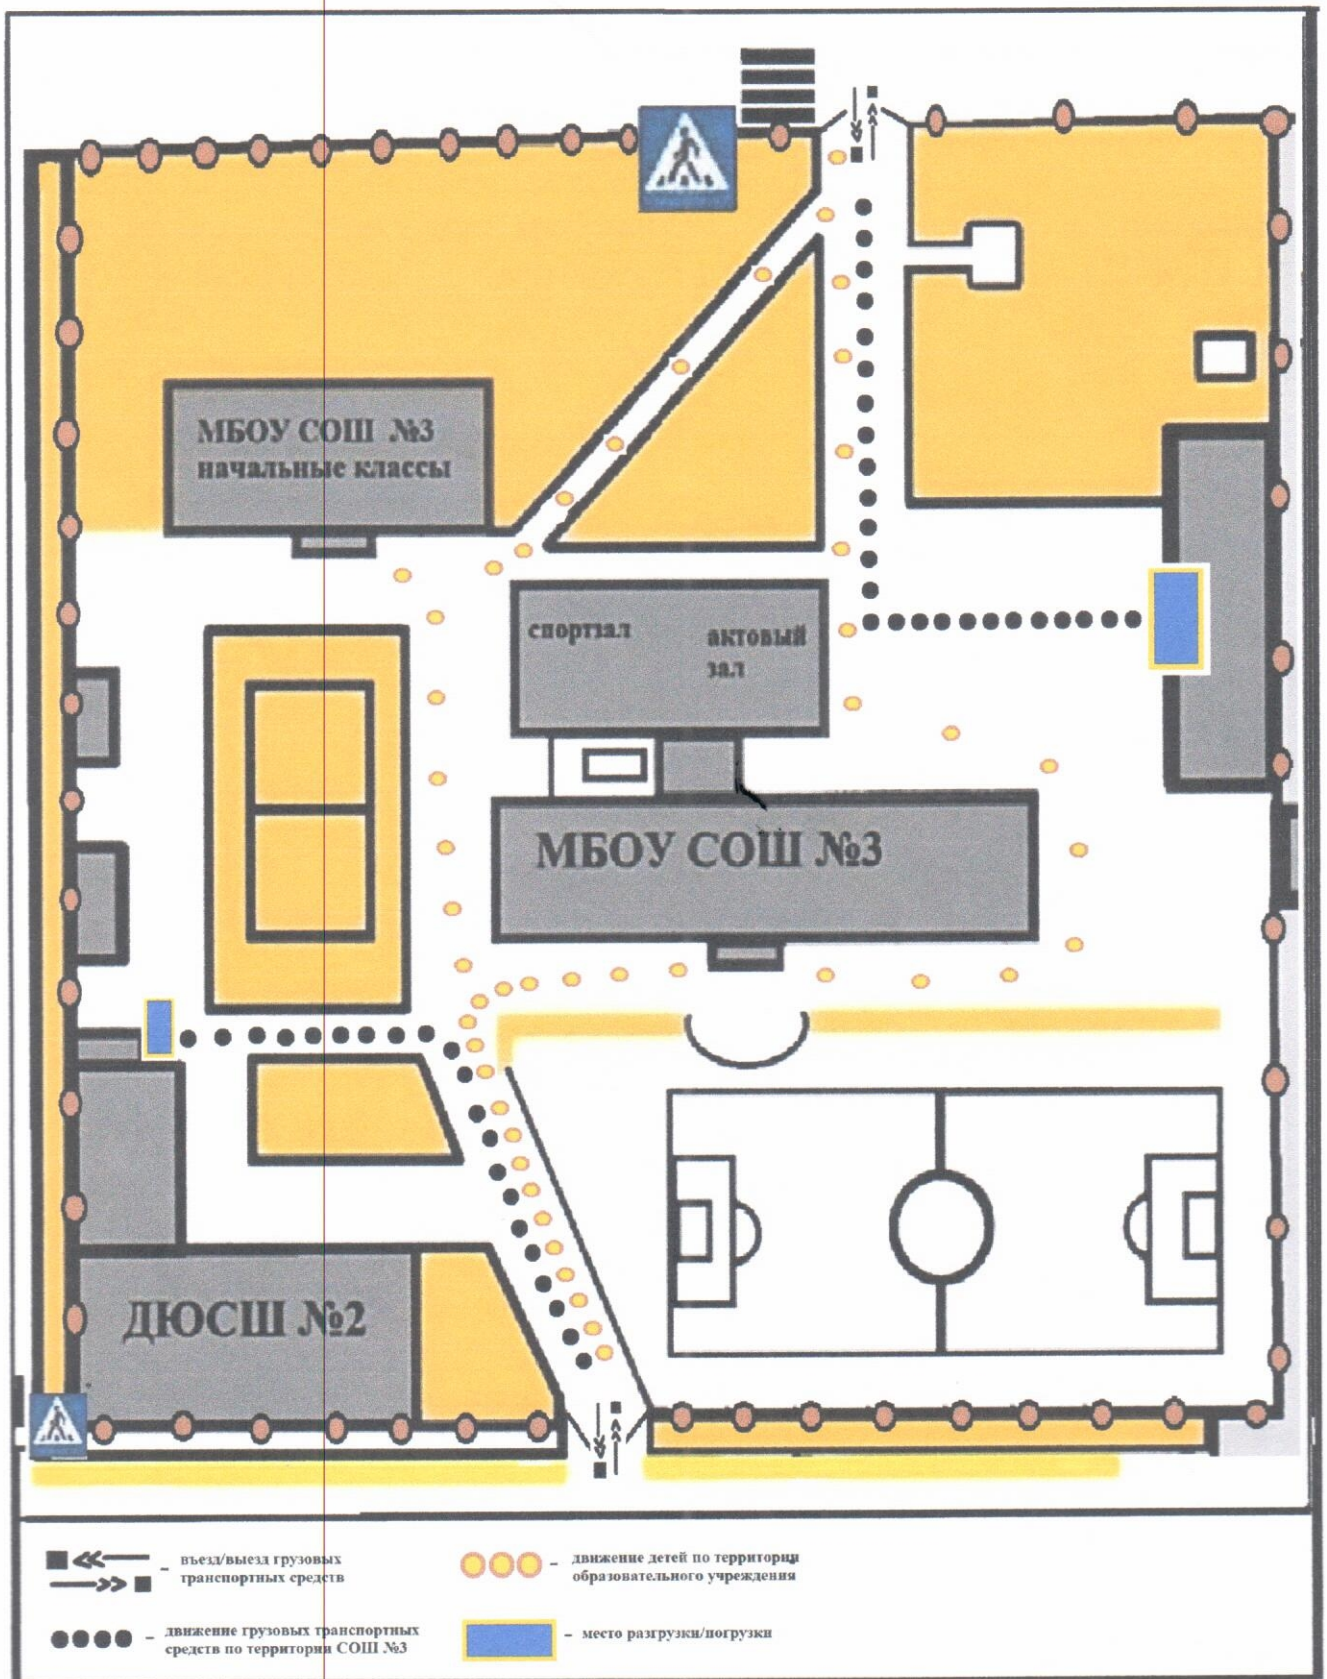 МБОУ СОШ №3
начальные классы
спортзал
актовый
зал
МБОУ СОШ №3
ДЮСШ №2
– въезд/выезд грузовых
транспортных средств
– движение детей по территории
образовательного учреждения
– движение грузовых транспортных
средств по территории СОШ №3
– место разгрузки/погрузки